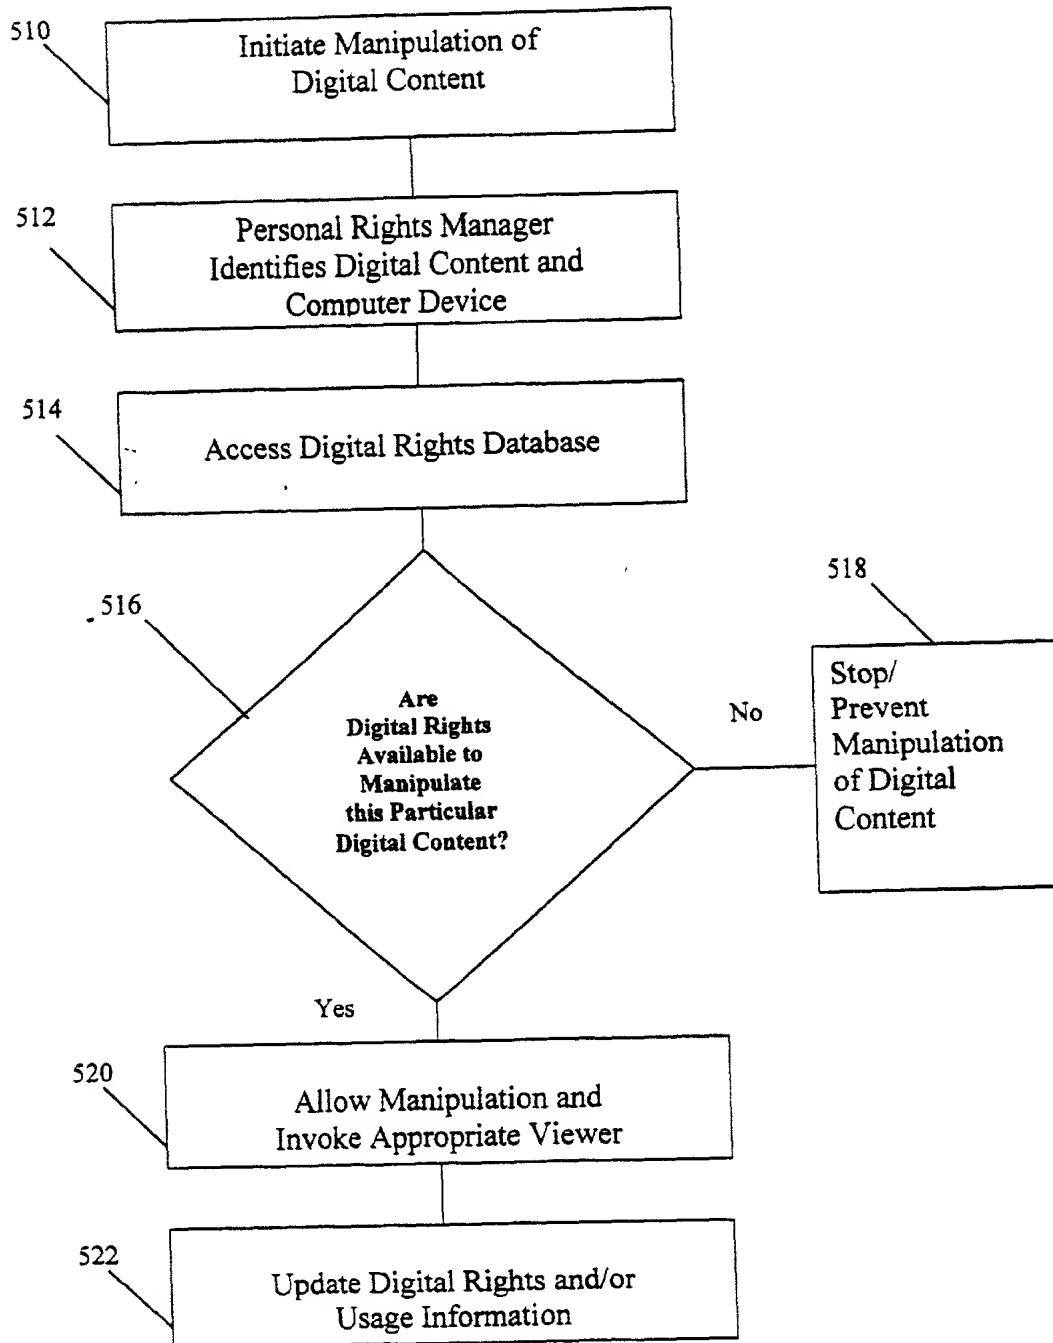 510
Initiate Manipulation of
Digital Content
512
Personal Rights Manager
Identifies Digital Content and
Computer Device
514
Access Digital Rights Database
516
Are
Digital Rights
Available to
Manipulate
this Particular
Digital Content?
No
518
Stop/
Prevent
Manipulation
of Digital
Content
Yes
520
Allow Manipulation and
Invoke Appropriate Viewer
522
Update Digital Rights and/or
Usage Information